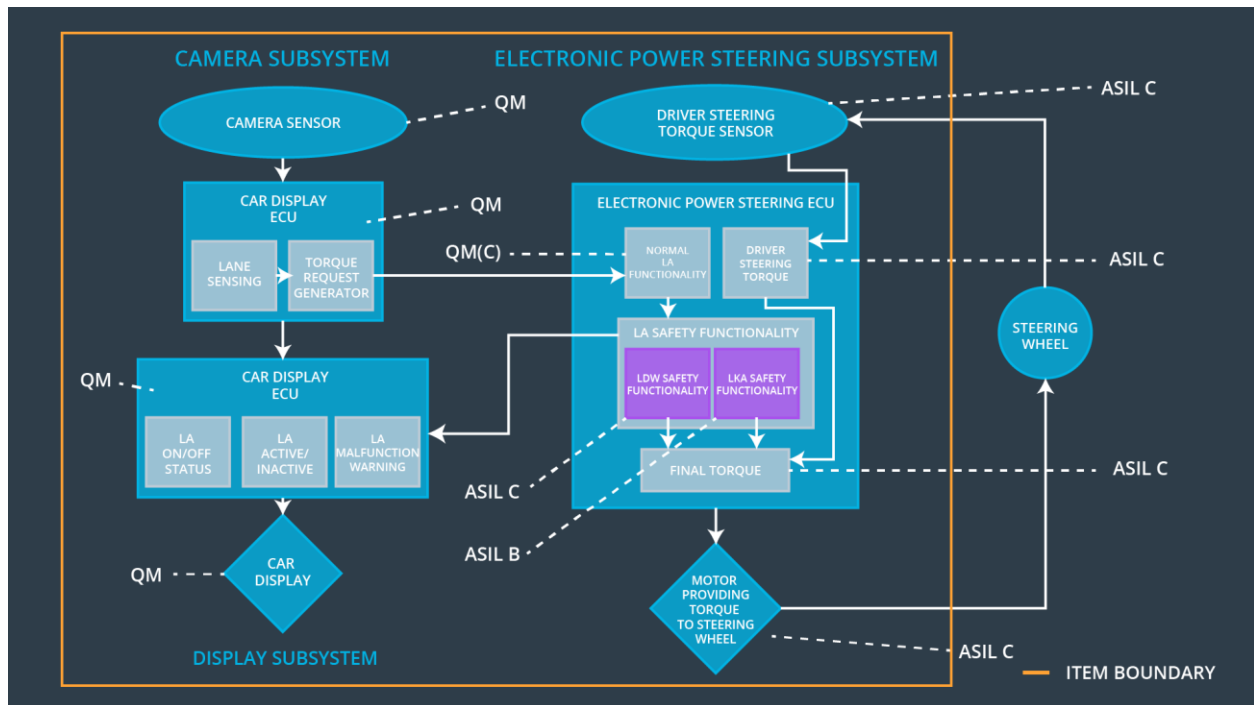 CAMERA SUBSYSTEM
ELECTRONIC POWER STEERING SUBSYSTEM
CAMERA SENSOR
QM
DRIVER STEERING
TORQUE SENSOR
ASIL C
CAR DISPLAY
ECU
QM
LANE
SENSING
TORQUE
REQUEST
GENERATOR
ELECTRONIC POWER STEERING ECU
QM(C)
NORMAL
LA
FUNCTIONALITY
DRIVER
STEERING
TORQUE
ASIL C
LA SAFETY FUNCTIONALITY
LDW SAFETY
FUNCTIONALITY
LKA SAFETY
FUNCTIONALITY
STEERING
WHEEL
QM
CAR DISPLAY
ECU
LA
ON/OFF
STATUS
LA
ACTIVE/
INACTIVE
LA
MALFUNCTION
WARNING
FINAL TORQUE
ASIL C
ASIL C
ASIL B
QM
CAR
DISPLAY
MOTOR
PROVIDING
TORQUE
TO STEERING
WHEEL
ASIL C
DISPLAY SUBSYSTEM
ITEM BOUNDARY